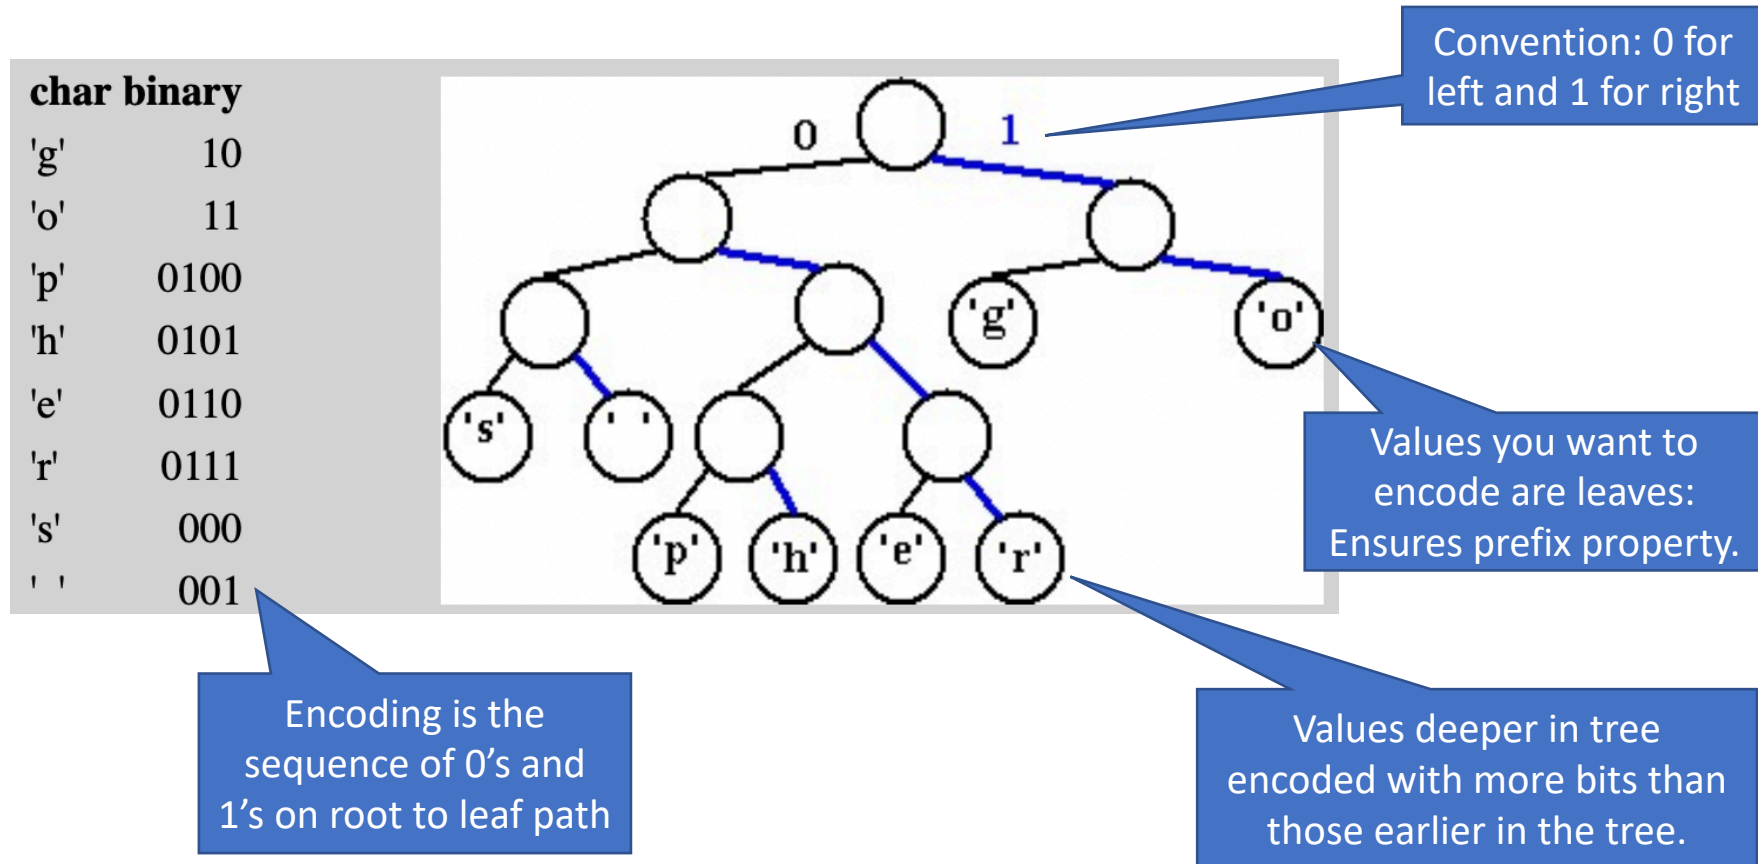 Convention: 0 for
left and 1 for right
char binary
'g' 10
'o' 11
'p' 0100
'h' 0101
'e' 0110
'r' 0111
's' 000
' ' 001
0 1
'g' 'o'
's' ' '
'p' 'h' 'e' 'r'
Values you want to
encode are leaves:
Ensures prefix property.
Encoding is the
sequence of 0’s and
1’s on root to leaf path
Values deeper in tree
encoded with more bits than
those earlier in the tree.